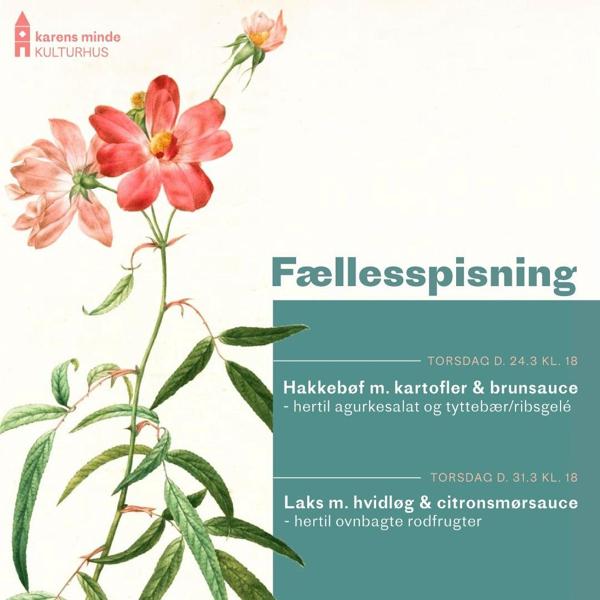 karens minde
KULTURHUS
Fællesspisning
TORSDAG D. 24.3 KL. 18
Hakkebøf m. kartofler & brunsauce
- hertil agurkesalat og tyttebær/ribsgelé
TORSDAG D. 31.3 KL. 18
Laks m. hvidløg & citronsmørsauce
- hertil ovnbagte rodfrugter